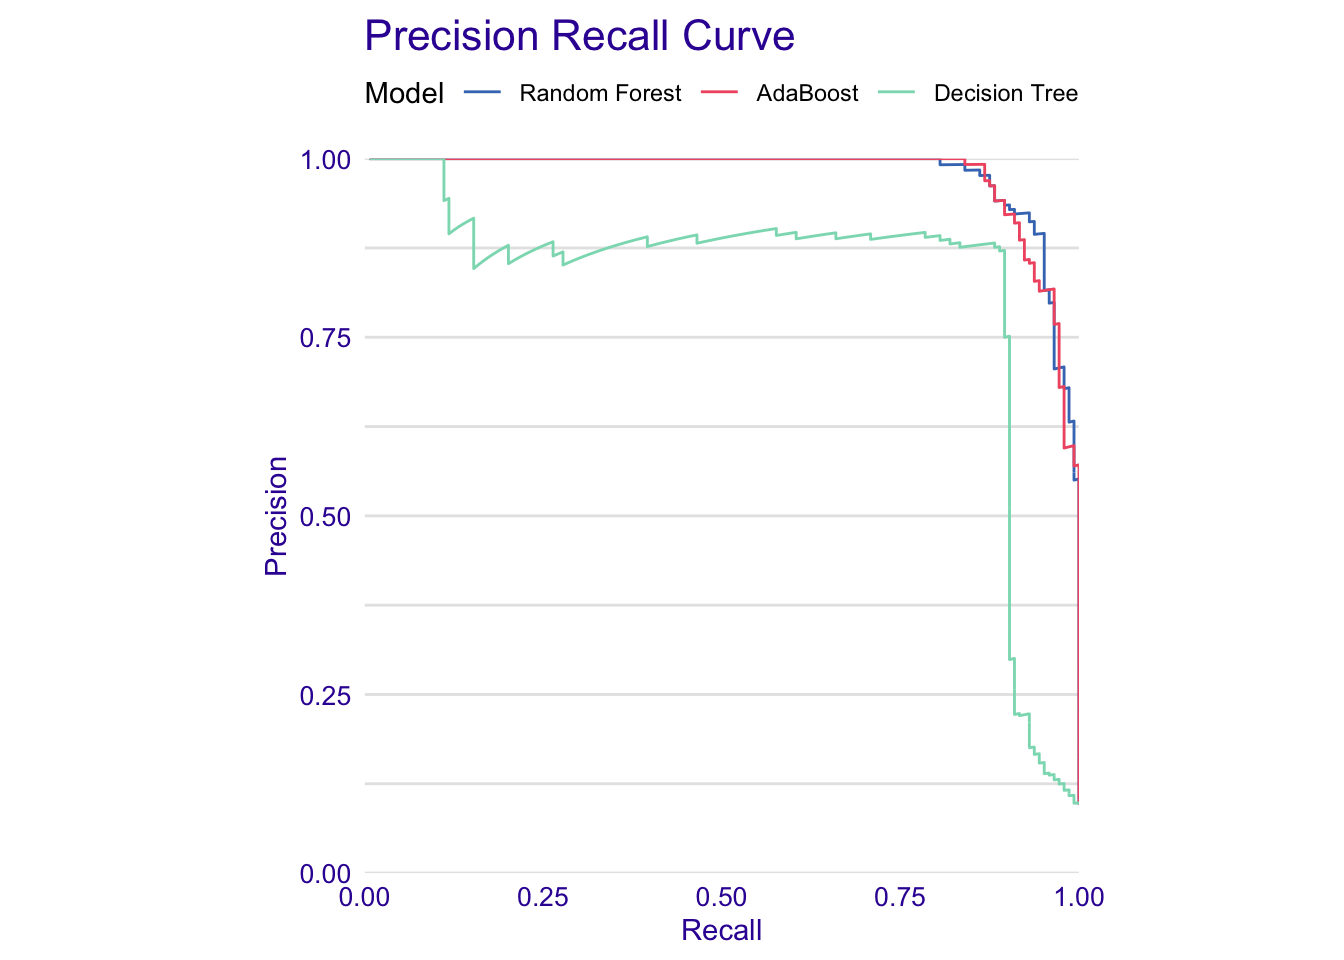 Precision Recall Curve
Model Random Forest AdaBoost Decision Tree
1.00
0.75
0.50
0.25
0.00
Precision
0.00 0.25 0.50 0.75 1.00
Recall